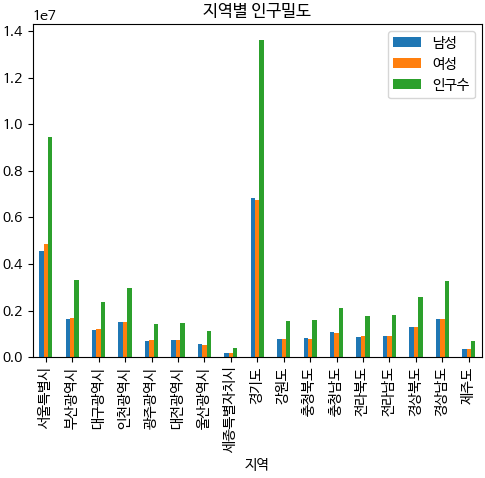 지역별 인구밀도
1e7
남성
여성
인구수
1.4
1.2
1.0
0.8
0.6
0.4
0.2
0.0
서울특별시
부산광역시
대구광역시
인천광역시
광주광역시
대전광역시
울산광역시
세종특별자치시
경기도
강원도
충청북도
충청남도
전라북도
전라남도
경상북도
경상남도
제주도
지역